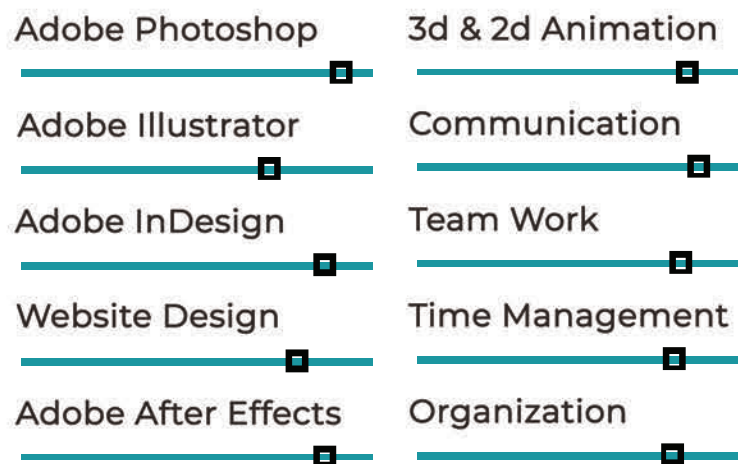 Adobe Photoshop
Adobe Illustrator
Adobe InDesign
Website Design
Adobe After Effects
3d & 2d Animation
Communication
Team Work
Time Management
Organization